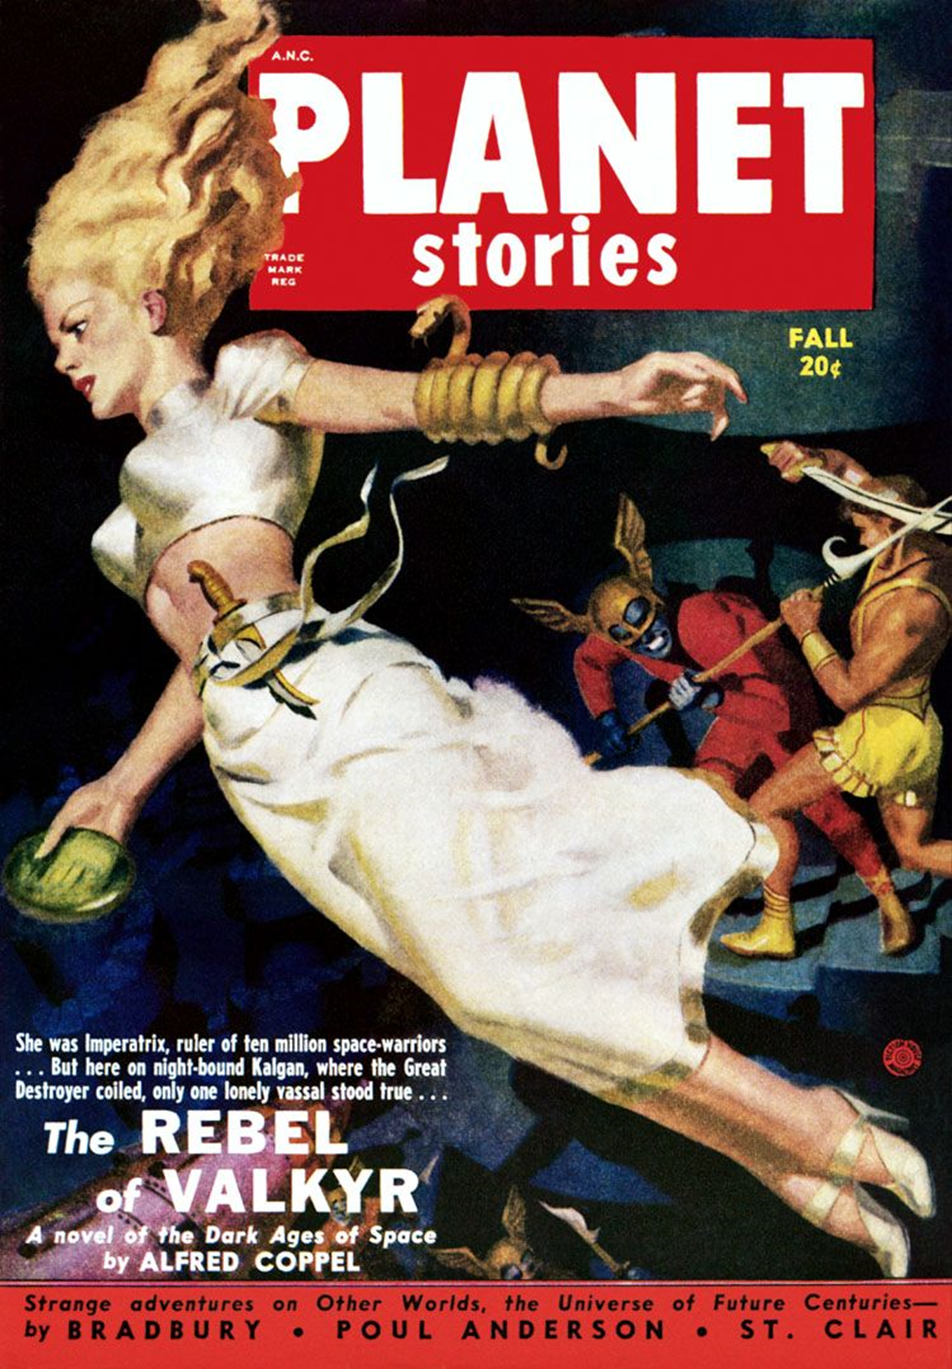 A.N.C.
PLANET
stories
TRADE
MARK
REG
FALL
20¢
She was Imperatrix, ruler of ten million space-warriors
. . . But here on night-bound Kalgan, where the Great
Destroyer coiled, only one lonely vassal stood true . . .
The REBEL
of VALKYR
A novel of the Dark Ages of Space
by ALFRED COPPEL
Strange adventures on Other Worlds, the Universe of Future Centuries—
by BRADBURY • POUL ANDERSON • ST. CLAIR